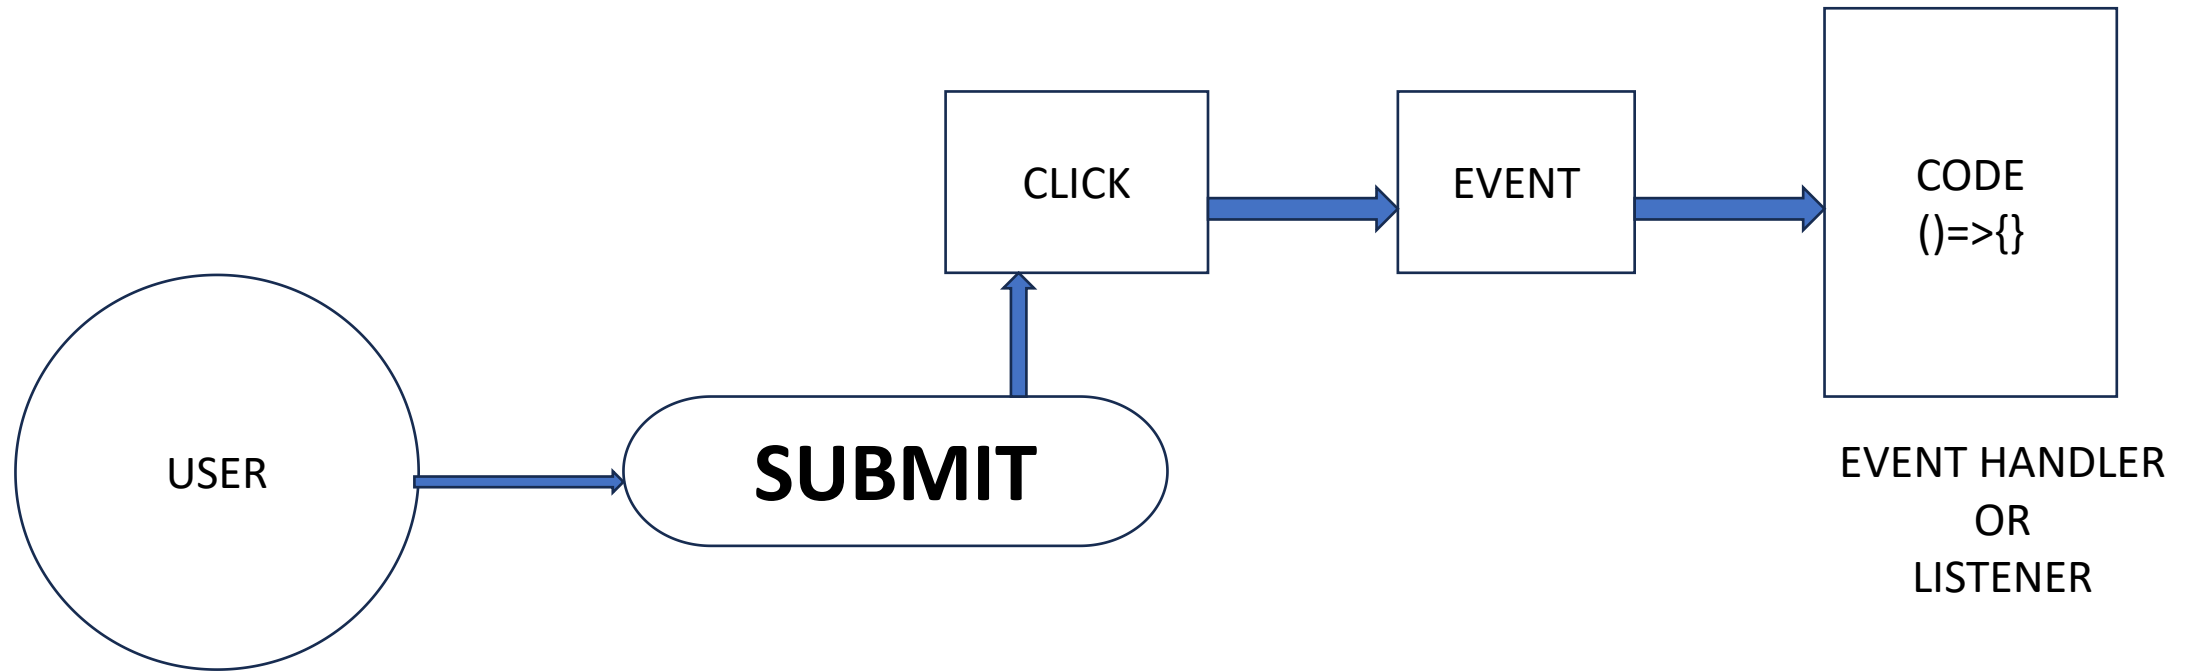 USER
SUBMIT
CLICK
EVENT
CODE
()=>{}
EVENT HANDLER
OR
LISTENER